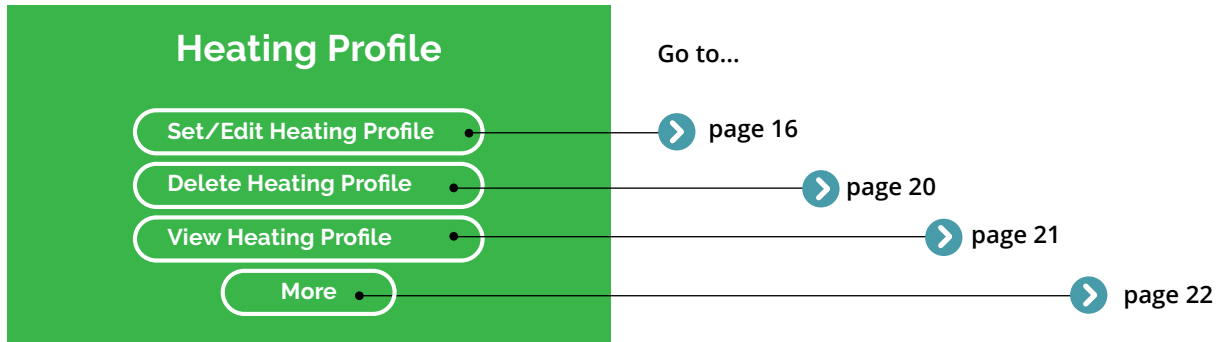 Heating Profile
Go to...
Set/Edit Heating Profile
page 16
Delete Heating Profile
page 20
View Heating Profile
page 21
More
page 22